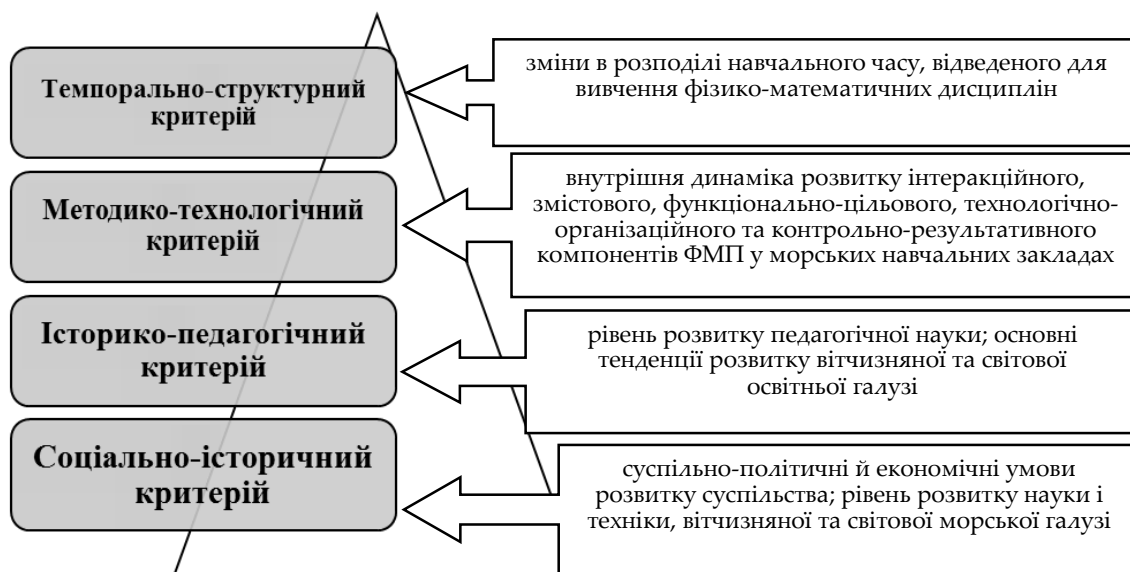 Темпорально-структурний
критерій
зміни в розподілі навчального часу, відведеного для
вивчення фізико-математичних дисциплін
Методико-технологічний
критерій
внутрішня динаміка розвитку інтеракційного,
змістового, функціонально-цільового, технологічно-
організаційного та контрольно-результативного
компонентів ФМП у морських навчальних закладах
Історико-педагогічний
критерій
рівень розвитку педагогічної науки; основні
тенденції розвитку вітчизняної та світової
освітньої галузі
Соціально-історичний
критерій
суспільно-політичні й економічні умови
розвитку суспільства; рівень розвитку науки і
техніки, вітчизняної та світової морської галузі